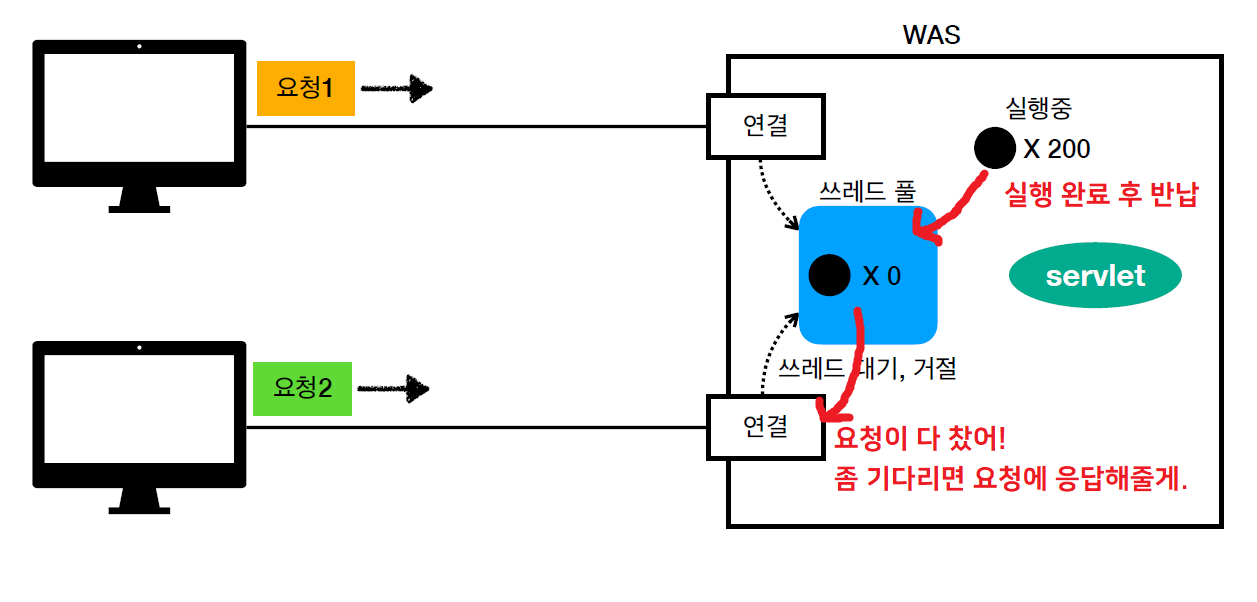 WAS
요청1
연결
실행중
X 200
실행 완료 후 반납
쓰레드 풀
X 0
servlet
쓰레드 대기, 거절
요청2
연결
요청이 다 찼어!
좀 기다리면 요청에 응답해줄게.